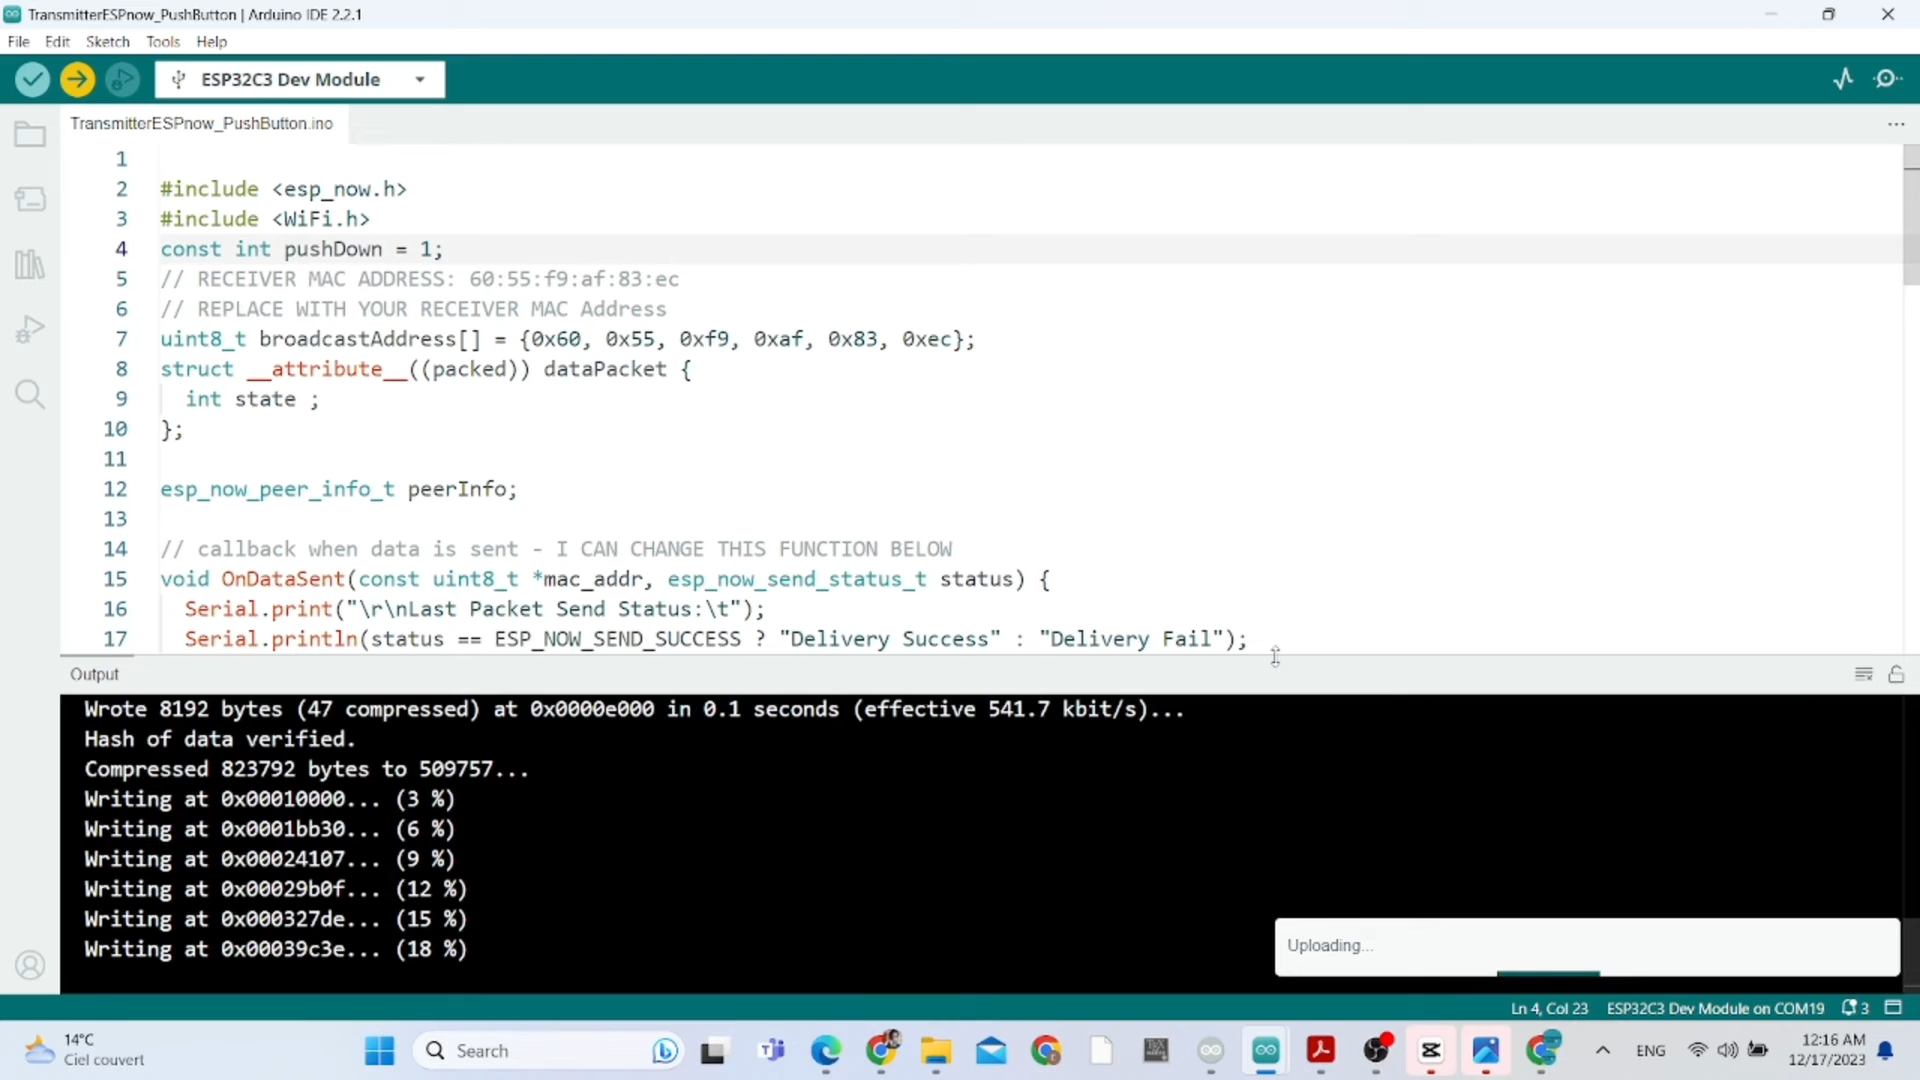 TransmitterESPnow_PushButton | Arduino IDE 2.2.1
File Edit Sketch Tools Help
ESP32C3 Dev Module
TransmitterESPnow_PushButton.ino
1
2 #include <esp_now.h>
3 #include <WiFi.h>
4 const int pushDown = 1;
5 // RECEIVER MAC ADDRESS: 60:55:f9:af:83:ec
6 // REPLACE WITH YOUR RECEIVER MAC Address
7 uint8_t broadcastAddress[] = {0x60, 0x55, 0xf9, 0xaf, 0x83, 0xec};
8 struct __attribute__((packed)) dataPacket {
9 int state ;
10 };
11
12 esp_now_peer_info_t peerInfo;
13
14 // callback when data is sent - I CAN CHANGE THIS FUNCTION BELOW
15 void OnDataSent(const uint8_t *mac_addr, esp_now_send_status_t status) {
16 Serial.print("\r\nLast Packet Send Status:\t");
17 Serial.println(status == ESP_NOW_SEND_SUCCESS ? "Delivery Success" : "Delivery Fail");
Output
Wrote 8192 bytes (47 compressed) at 0x0000e000 in 0.1 seconds (effective 541.7 kbit/s)...
Hash of data verified.
Compressed 823792 bytes to 509757...
Writing at 0x00010000... (3 %)
Writing at 0x0001bb30... (6 %)
Writing at 0x00024107... (9 %)
Writing at 0x00029b0f... (12 %)
Writing at 0x000327de... (15 %)
Writing at 0x00039c3e... (18 %)
Uploading...
Ln 4, Col 23 ESP32C3 Dev Module on COM19 3
14°C
Ciel couvert
Search
ENG
12:16 AM
12/17/2023